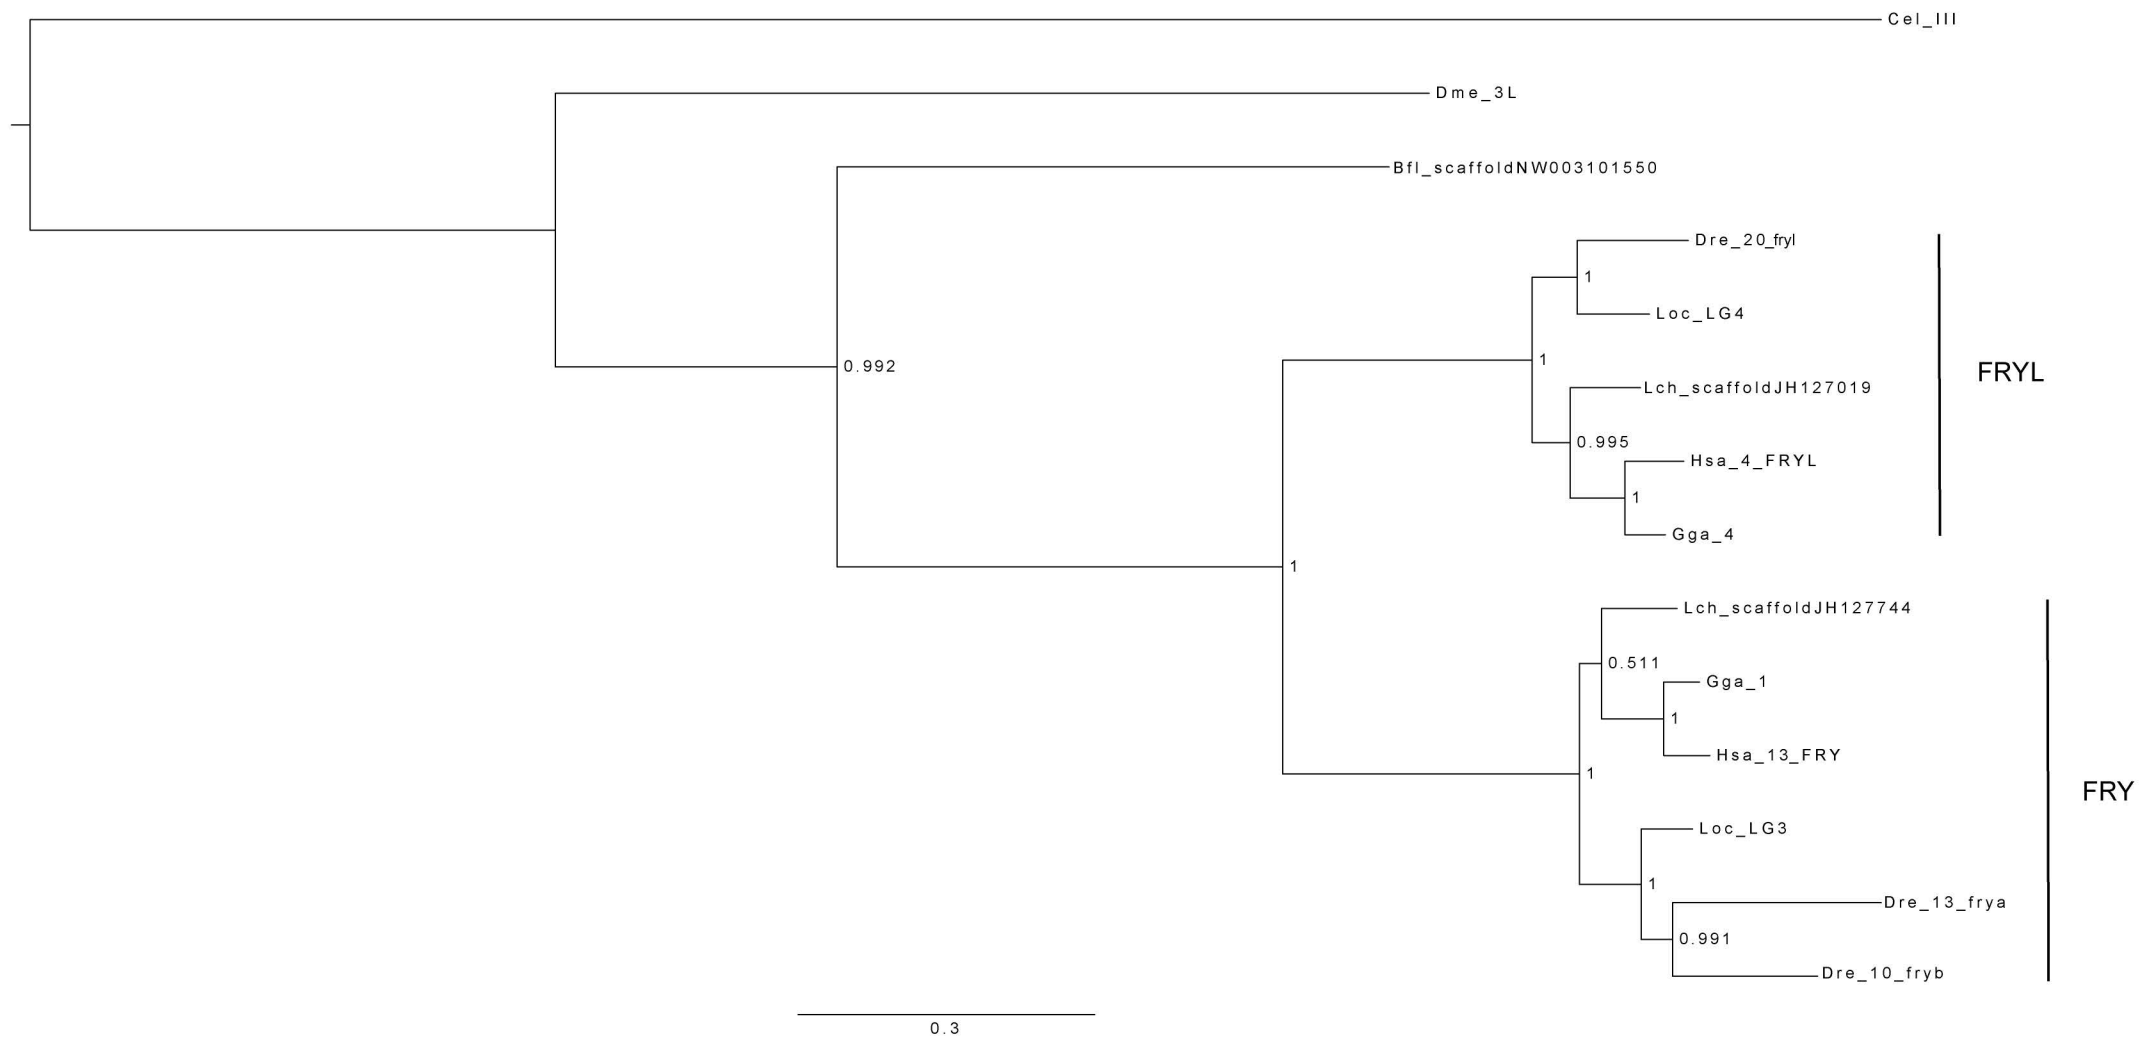 Cel_III
Dme_3L
Bfl_scaffoldNW003101550
Dre_20_fryl
1
Loc_LG4
1
FRYL
Lch_scaffoldJH127019
0.992
0.995
Hsa_4_FRYL
1
Gga_4
1
Lch_scaffoldJH127744
0.511
Gga_1
1
Hsa_13_FRY
1
FRY
Loc_LG3
1
Dre_13_frya
0.991
Dre_10_fryb
0.3